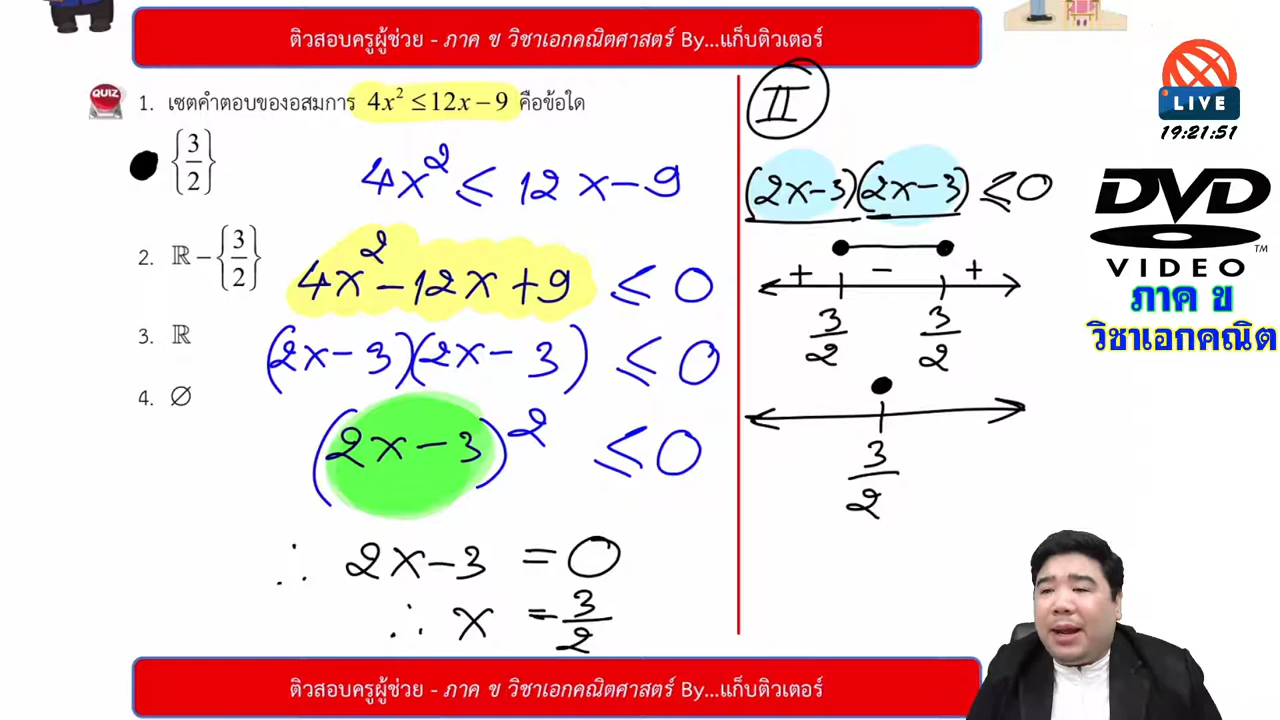 ติวสอบครูผู้ช่วย - ภาค ข วิชาเอกคณิตศาสตร์ By...แก็บติวเตอร์
QUIZ
1. เซตคำตอบของอสมการ 4x² ≤ 12x − 9 คือข้อใด
{3/2}
2. ℝ − {3/2}
3. ℝ
4. ∅
4x² ≤ 12x − 9
4x² − 12x + 9 ≤ 0
(2x − 3)(2x − 3) ≤ 0
(2x − 3)² ≤ 0
∴ 2x − 3 = 0
∴ x = 3/2
II
(2x − 3)(2x − 3) ≤ 0
+ − +
3/2 3/2
3/2
LIVE
19:21:51
DVD
VIDEO
TM
ภาค ข
วิชาเอกคณิต
ติวสอบครูผู้ช่วย - ภาค ข วิชาเอกคณิตศาสตร์ By...แก็บติวเตอร์